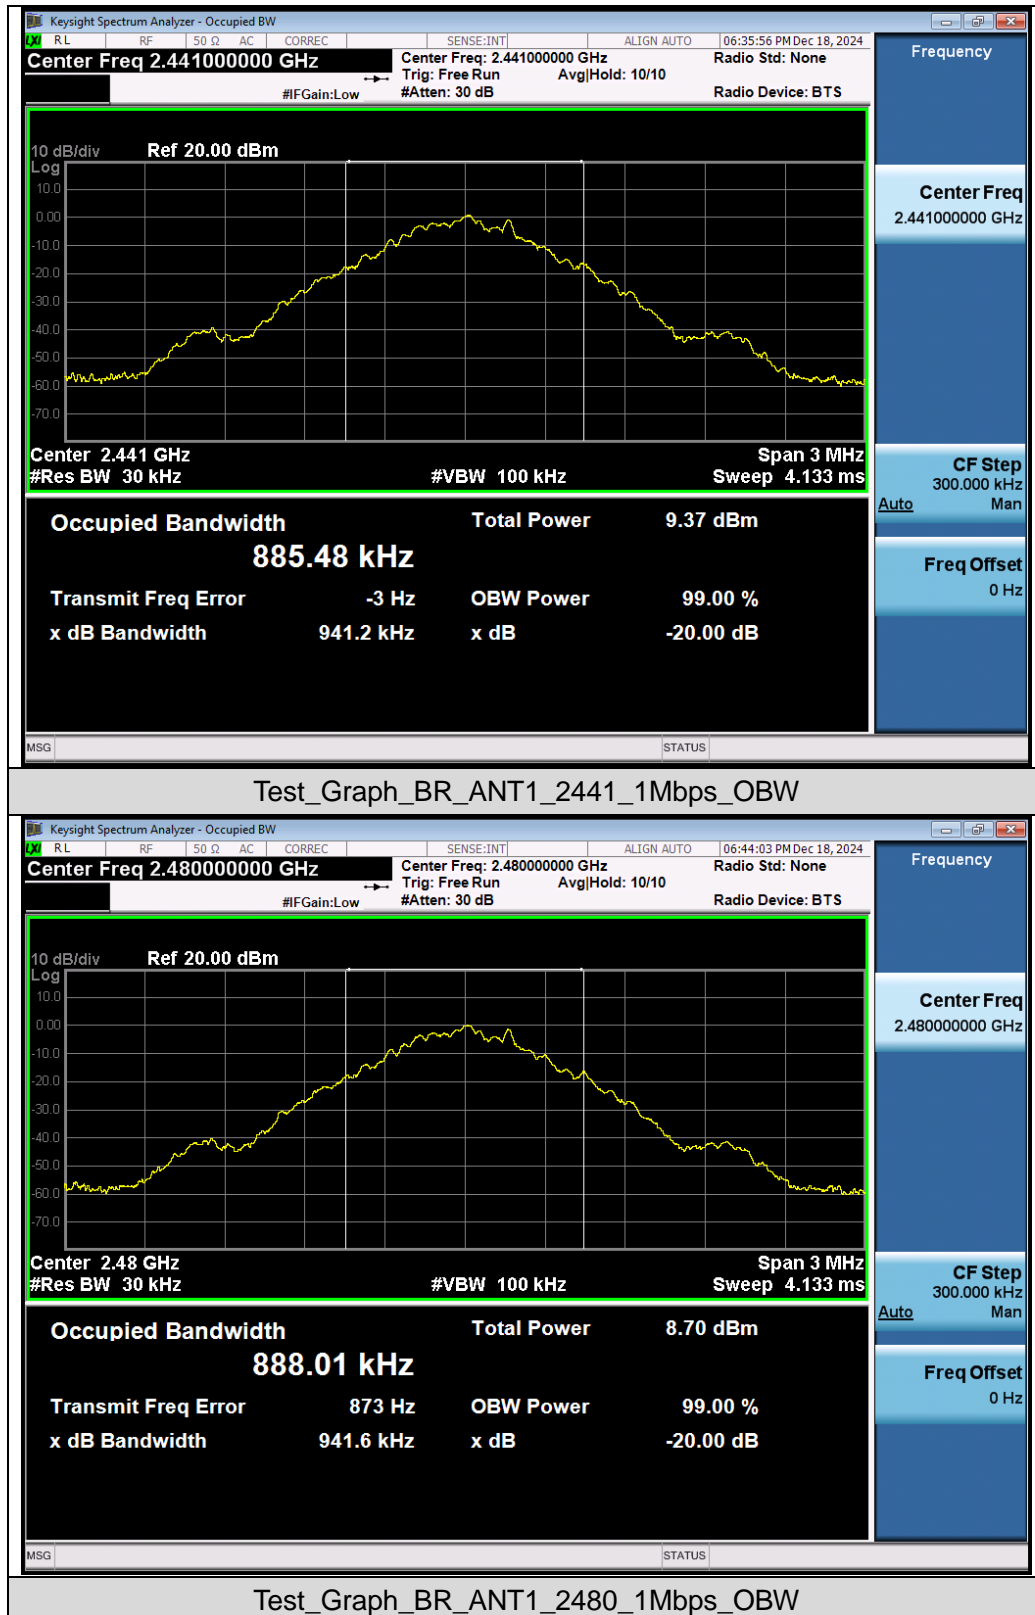 Keysight Spectrum Analyzer - Occupied BW
LXI RL RF 50 Ω AC CORREC SENSE:INT ALIGN AUTO 06:35:56 PM Dec 18, 2024
Center Freq 2.441000000 GHz
Center Freq: 2.441000000 GHz
Radio Std: None
Trig: Free Run Avg|Hold: 10/10
#IFGain:Low
#Atten: 30 dB
Radio Device: BTS
Frequency
10 dB/div Ref 20.00 dBm
Log
10.0
0.00
-10.0
-20.0
-30.0
-40.0
-50.0
-60.0
-70.0
Center Freq
2.441000000 GHz
Center 2.441 GHz Span 3 MHz
#Res BW 30 kHz #VBW 100 kHz Sweep 4.133 ms
CF Step
300.000 kHz
Auto Man
Occupied Bandwidth Total Power 9.37 dBm
885.48 kHz
Freq Offset
0 Hz
Transmit Freq Error -3 Hz OBW Power 99.00 %
x dB Bandwidth 941.2 kHz x dB -20.00 dB
MSG STATUS
Test_Graph_BR_ANT1_2441_1Mbps_OBW
Keysight Spectrum Analyzer - Occupied BW
LXI RL RF 50 Ω AC CORREC SENSE:INT ALIGN AUTO 06:44:03 PM Dec 18, 2024
Center Freq 2.480000000 GHz
Center Freq: 2.480000000 GHz
Radio Std: None
Trig: Free Run Avg|Hold: 10/10
#IFGain:Low
#Atten: 30 dB
Radio Device: BTS
Frequency
10 dB/div Ref 20.00 dBm
Log
10.0
0.00
-10.0
-20.0
-30.0
-40.0
-50.0
-60.0
-70.0
Center Freq
2.480000000 GHz
Center 2.48 GHz Span 3 MHz
#Res BW 30 kHz #VBW 100 kHz Sweep 4.133 ms
CF Step
300.000 kHz
Auto Man
Occupied Bandwidth Total Power 8.70 dBm
888.01 kHz
Freq Offset
0 Hz
Transmit Freq Error 873 Hz OBW Power 99.00 %
x dB Bandwidth 941.6 kHz x dB -20.00 dB
MSG STATUS
Test_Graph_BR_ANT1_2480_1Mbps_OBW